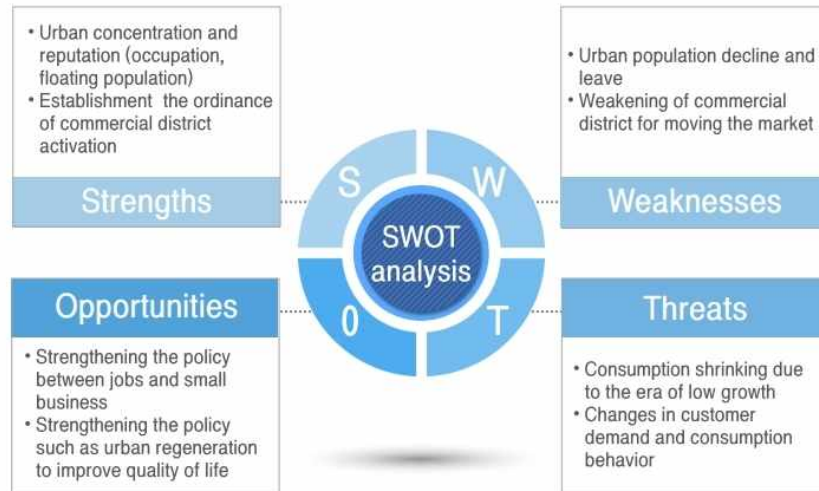 • Urban concentration and
reputation (occupation,
floating population)
• Establishment the ordinance
of commercial district
activation
Strengths
• Urban population decline and
leave
• Weakening of commercial
district for moving the market
Weaknesses
S
W
SWOT
analysis
0
T
Opportunities
• Strengthening the policy
between jobs and small
business
• Strengthening the policy
such as urban regeneration
to improve quality of life
Threats
• Consumption shrinking due
to the era of low growth
• Changes in customer
demand and consumption
behavior